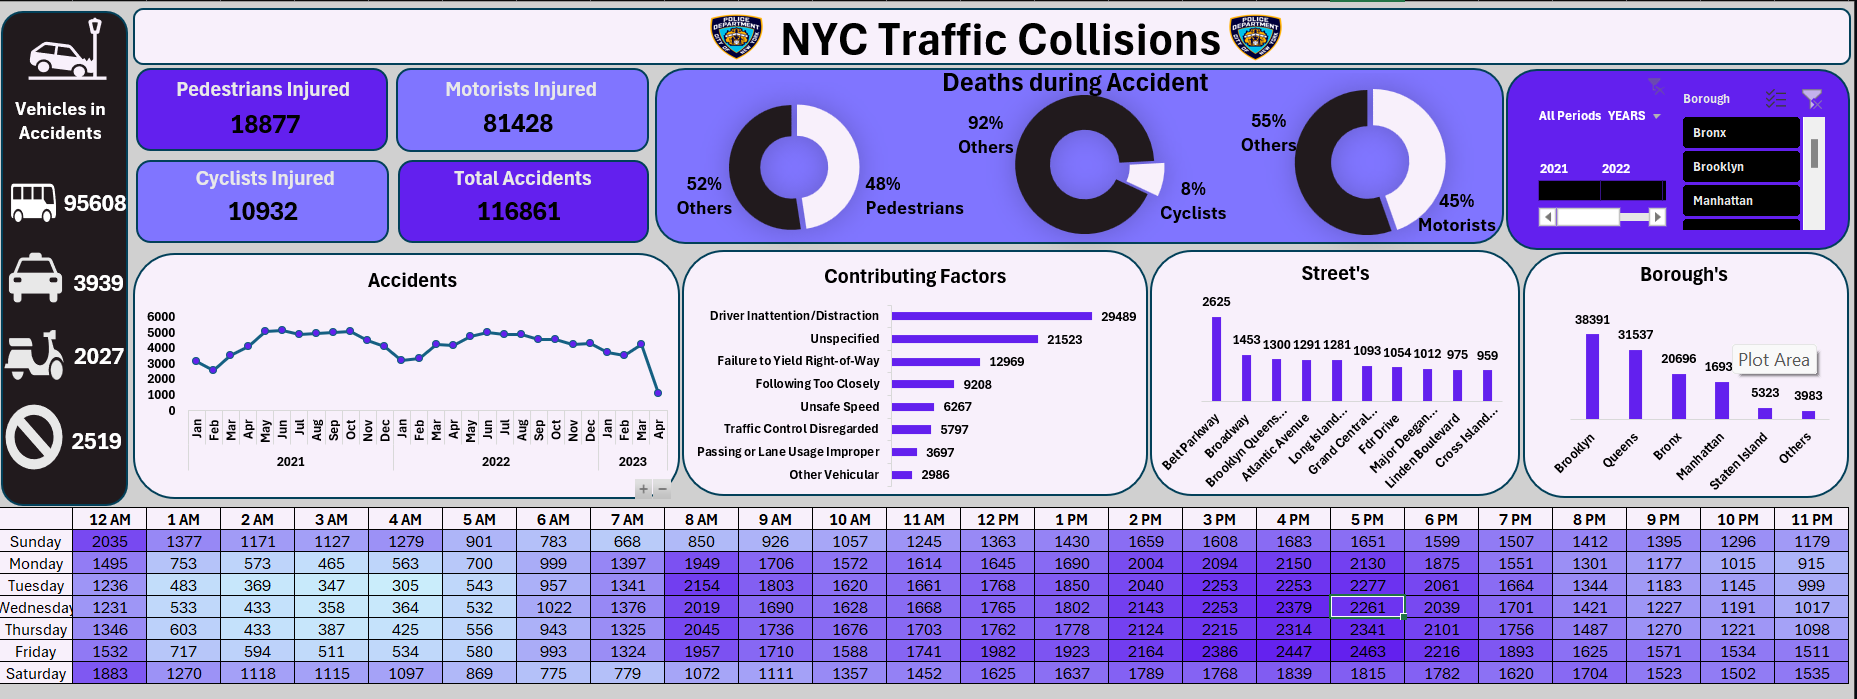 NYC Traffic Collisions
Vehicles in
Accidents
95608
3939
2027
2519
Pedestrians Injured
18877
Motorists Injured
81428
Cyclists Injured
10932
Total Accidents
116861
Deaths during Accident
52%
Others
48%
Pedestrians
92%
Others
8%
Cyclists
55%
Others
45%
Motorists
All Periods YEARS
2021 2022
Borough
Bronx
Brooklyn
Manhattan
Accidents
6000
5000
4000
3000
2000
1000
0
Jan Feb Mar Apr May Jun Jul Aug Sep Oct Nov Dec Jan Feb Mar Apr May Jun Jul Aug Sep Oct Nov Dec Jan Feb Mar Apr
2021 2022 2023
+ −
Contributing Factors
Driver Inattention/Distraction 29489
Unspecified 21523
Failure to Yield Right-of-Way 12969
Following Too Closely 9208
Unsafe Speed 6267
Traffic Control Disregarded 5797
Passing or Lane Usage Improper 3697
Other Vehicular 2986
Street's
2625 1453 1300 1291 1281 1093 1054 1012 975 959
Belt Parkway Broadway Brooklyn Queens... Atlantic Avenue Long Island... Grand Central... Fdr Drive Major Deegan... Linden Boulevard Cross Island...
Borough's
38391 31537 20696 1693 5323 3983
Plot Area
Brooklyn Queens Bronx Manhattan Staten Island Others
12 AM 1 AM 2 AM 3 AM 4 AM 5 AM 6 AM 7 AM 8 AM 9 AM 10 AM 11 AM 12 PM 1 PM 2 PM 3 PM 4 PM 5 PM 6 PM 7 PM 8 PM 9 PM 10 PM 11 PM
Sunday 2035 1377 1171 1127 1279 901 783 668 850 926 1057 1245 1363 1430 1659 1608 1683 1651 1599 1507 1412 1395 1296 1179
Monday 1495 753 573 465 563 700 999 1397 1949 1706 1572 1614 1645 1690 2004 2094 2150 2130 1875 1551 1301 1177 1015 915
Tuesday 1236 483 369 347 305 543 957 1341 2154 1803 1620 1661 1768 1850 2040 2253 2253 2277 2061 1664 1344 1183 1145 999
Wednesday 1231 533 433 358 364 532 1022 1376 2019 1690 1628 1668 1765 1802 2143 2253 2379 2261 2039 1701 1421 1227 1191 1017
Thursday 1346 603 433 387 425 556 943 1325 2045 1736 1676 1703 1762 1778 2124 2215 2314 2341 2101 1756 1487 1270 1221 1098
Friday 1532 717 594 511 534 580 993 1324 1957 1710 1588 1741 1982 1923 2164 2386 2447 2463 2216 1893 1625 1571 1534 1511
Saturday 1883 1270 1118 1115 1097 869 775 779 1072 1111 1357 1452 1625 1637 1789 1768 1839 1815 1782 1620 1704 1523 1502 1535